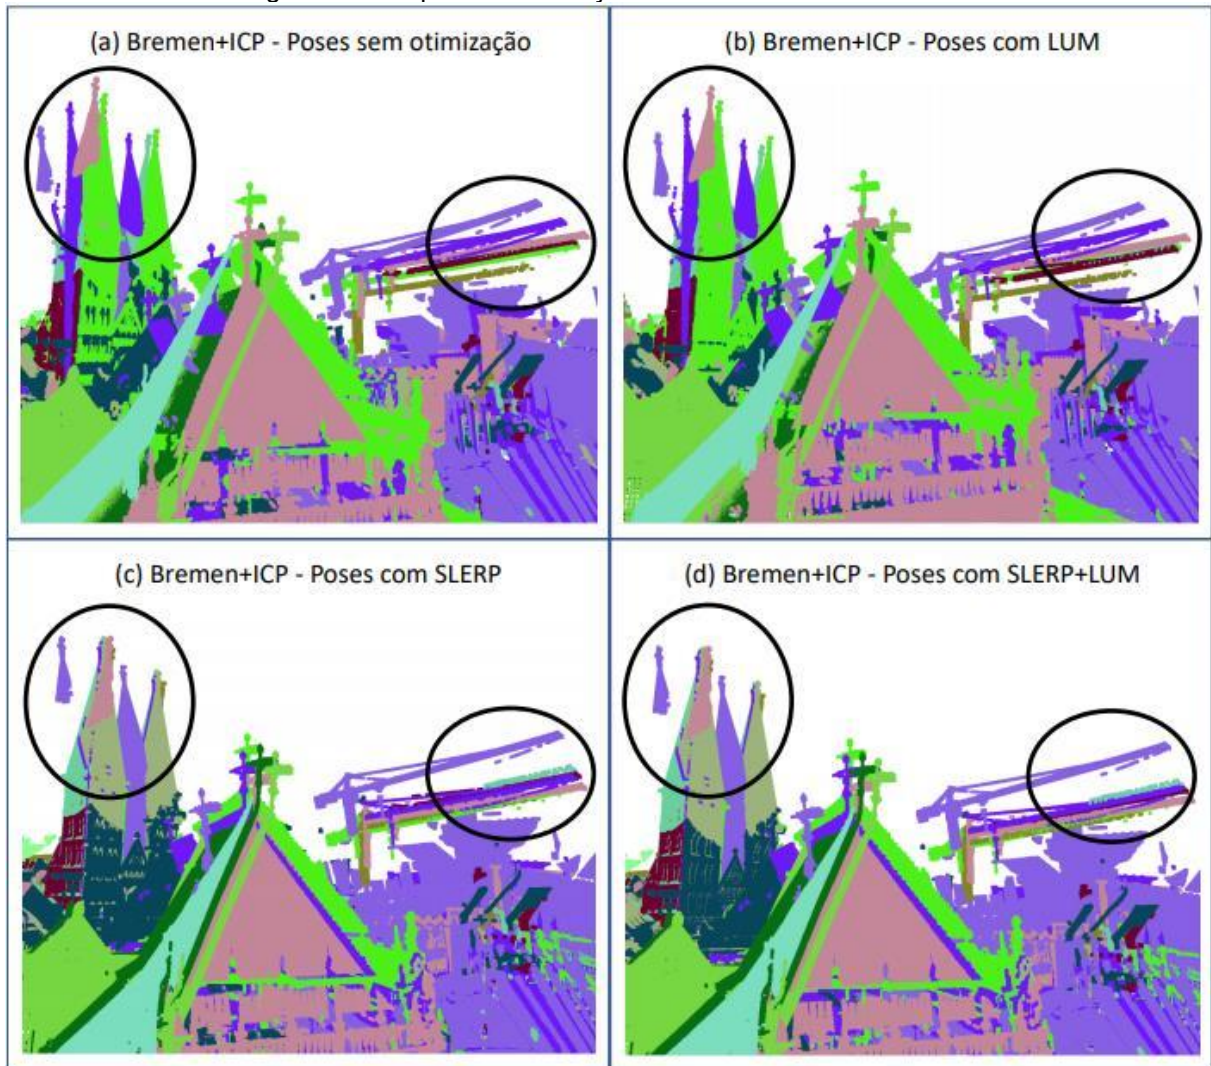 (a) Bremen+ICP - Poses sem otimização
(b) Bremen+ICP - Poses com LUM
(c) Bremen+ICP - Poses com SLERP
(d) Bremen+ICP - Poses com SLERP+LUM